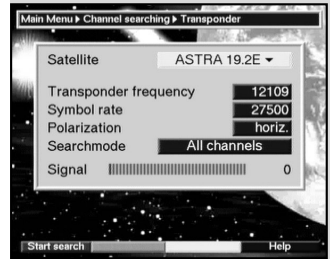 Main Menu ▸ Channel searching ▸ Transponder
Satellite ASTRA 19.2E ▾
Transponder frequency 12109
Symbol rate 27500
Polarization horiz.
Searchmode All channels
Signal 0
Start search Help